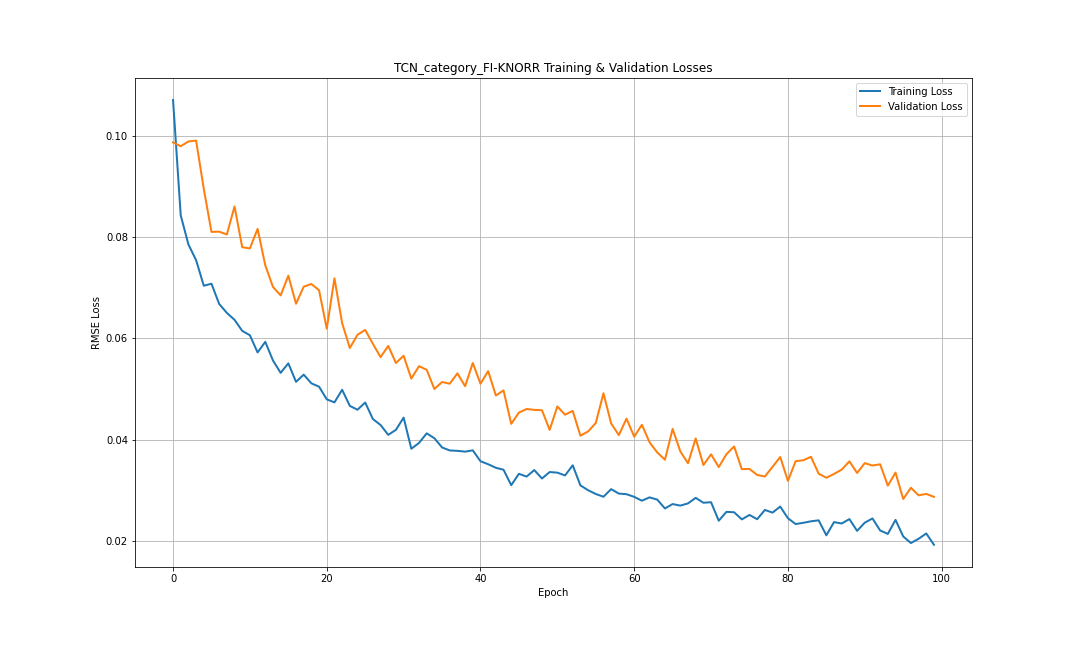 TCN_category_FI-KNORR Training & Validation Losses
Training Loss
Validation Loss
0.10
0.08
0.06
0.04
0.02
RMSE Loss
0
20
40
60
80
100
Epoch